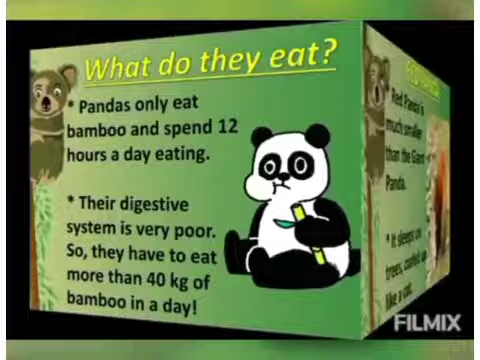 What do they eat?
* Pandas only eat
bamboo and spend 12
hours a day eating.
* Their digestive
system is very poor.
So, they have to eat
more than 40 kg of
bamboo in a day!
Red Panda is
much smaller
than the Giant
Panda.
* It sleeps on
trees, curled up
like a cat.
FILMIX